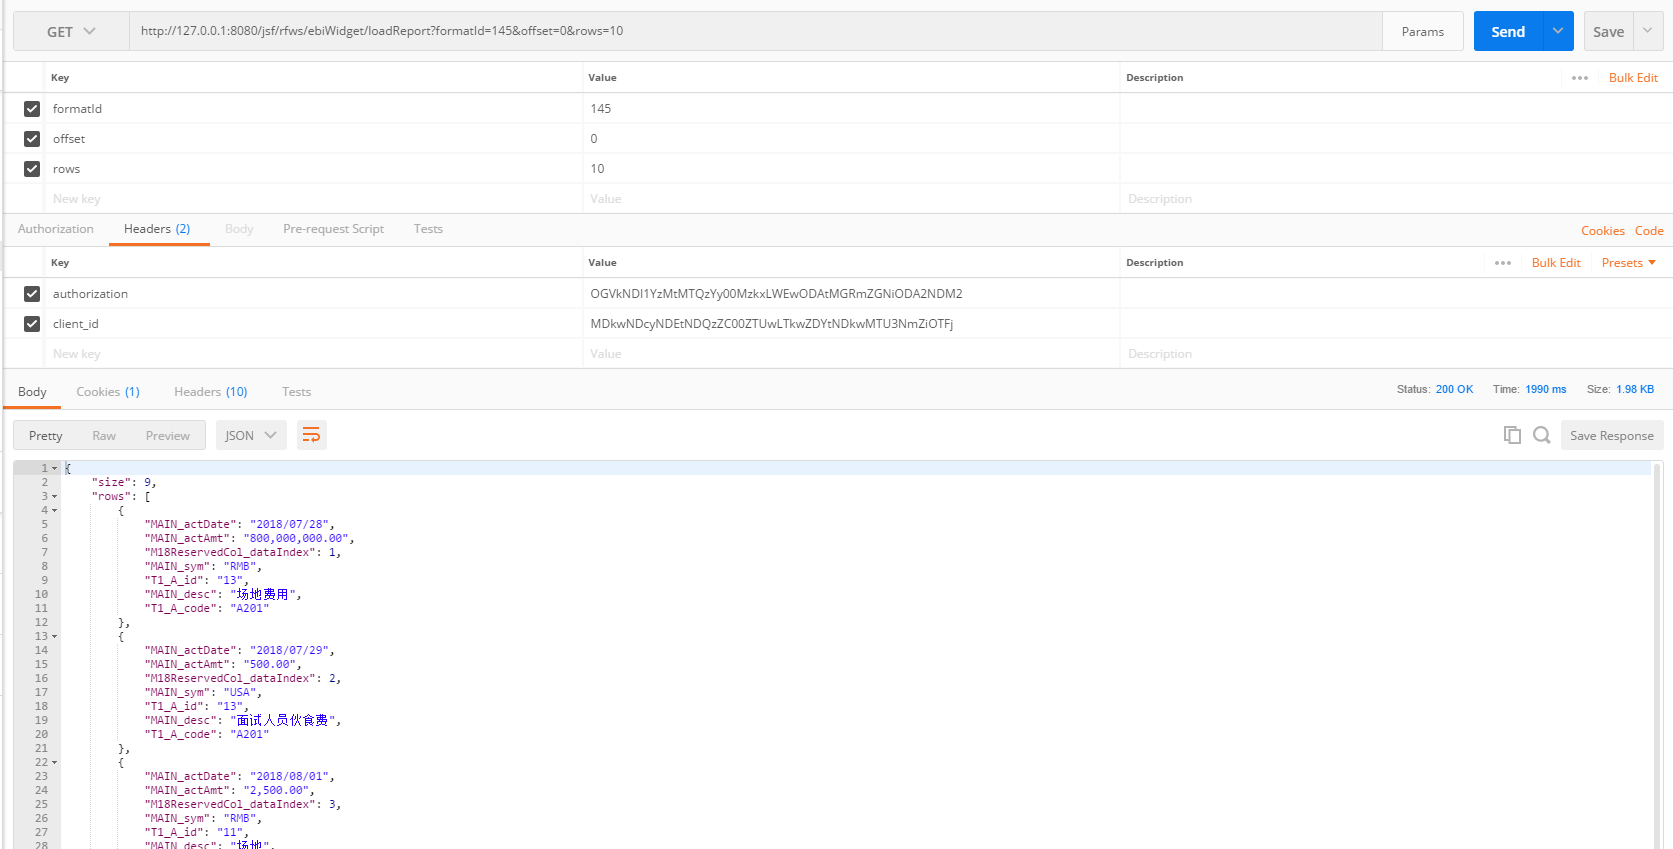 GET http://127.0.0.1:8080/jsf/rfws/ebiWidget/loadReport?formatId=145&offset=0&rows=10 Params Send Save
Key Value Description ••• Bulk Edit
formatId 145
offset 0
rows 10
New key Value Description
Authorization Headers (2) Body Pre-request Script Tests Cookies Code
Key Value Description ••• Bulk Edit Presets
authorization OGVkNDI1YzMtMTQzYy00MzkxLWEwODAtMGRmZGNiODA2NDM2
client_id MDkwNDcyNDEtNDQzZC00ZTUwLTkwZDYtNDkwMTU3NmZiOTFj
New key Value Description
Body Cookies (1) Headers (10) Tests Status: 200 OK Time: 1990 ms Size: 1.98 KB
Pretty Raw Preview JSON Save Response
1 {
2 "size": 9,
3 "rows": [
4 {
5 "MAIN_actDate": "2018/07/28",
6 "MAIN_actAmt": "800,000,000.00",
7 "M18ReservedCol_dataIndex": 1,
8 "MAIN_sym": "RMB",
9 "T1_A_id": "13",
10 "MAIN_desc": "场地费用",
11 "T1_A_code": "A201"
12 },
13 {
14 "MAIN_actDate": "2018/07/29",
15 "MAIN_actAmt": "500.00",
16 "M18ReservedCol_dataIndex": 2,
17 "MAIN_sym": "USA",
18 "T1_A_id": "13",
19 "MAIN_desc": "面试人员伙食费",
20 "T1_A_code": "A201"
21 },
22 {
23 "MAIN_actDate": "2018/08/01",
24 "MAIN_actAmt": "2,500.00",
25 "M18ReservedCol_dataIndex": 3,
26 "MAIN_sym": "RMB",
27 "T1_A_id": "11",
28 "MAIN_desc": "场地",